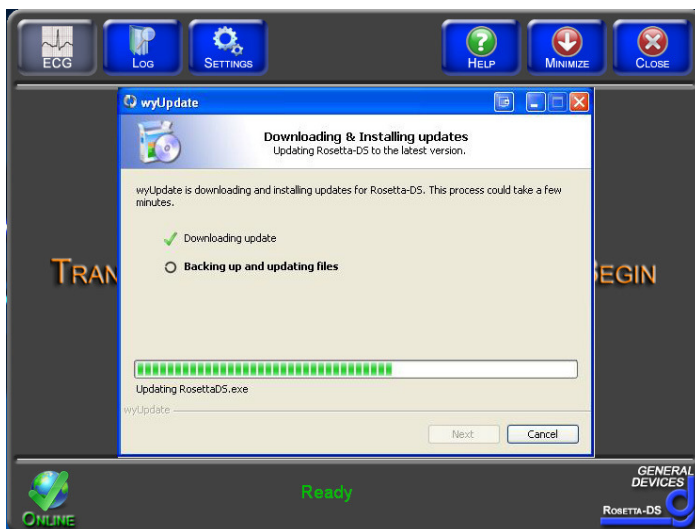 ECG
LOG
SETTINGS
HELP
MINIMIZE
CLOSE
wyUpdate
Downloading & Installing updates
Updating Rosetta-DS to the latest version.
wyUpdate is downloading and installing updates for Rosetta-DS. This process could take a few
minutes.
Downloading update
Backing up and updating files
TRAN
EGIN
Updating RosettaDS.exe
wyUpdate
Next
Cancel
ONLINE
Ready
GENERAL
DEVICES
ROSETTA-DS